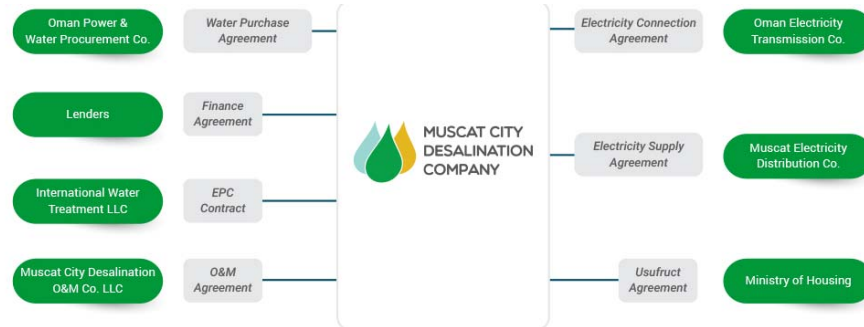 Oman Power &
Water Procurement Co.
Water Purchase
Agreement
Electricity Connection
Agreement
Oman Electricity
Transmission Co.
Lenders
Finance
Agreement
MUSCAT CITY
DESALINATION
COMPANY
Electricity Supply
Agreement
Muscat Electricity
Distribution Co.
International Water
Treatment LLC
EPC
Contract
Muscat City Desalination
O&M Co. LLC
O&M
Agreement
Usufruct
Agreement
Ministry of Housing